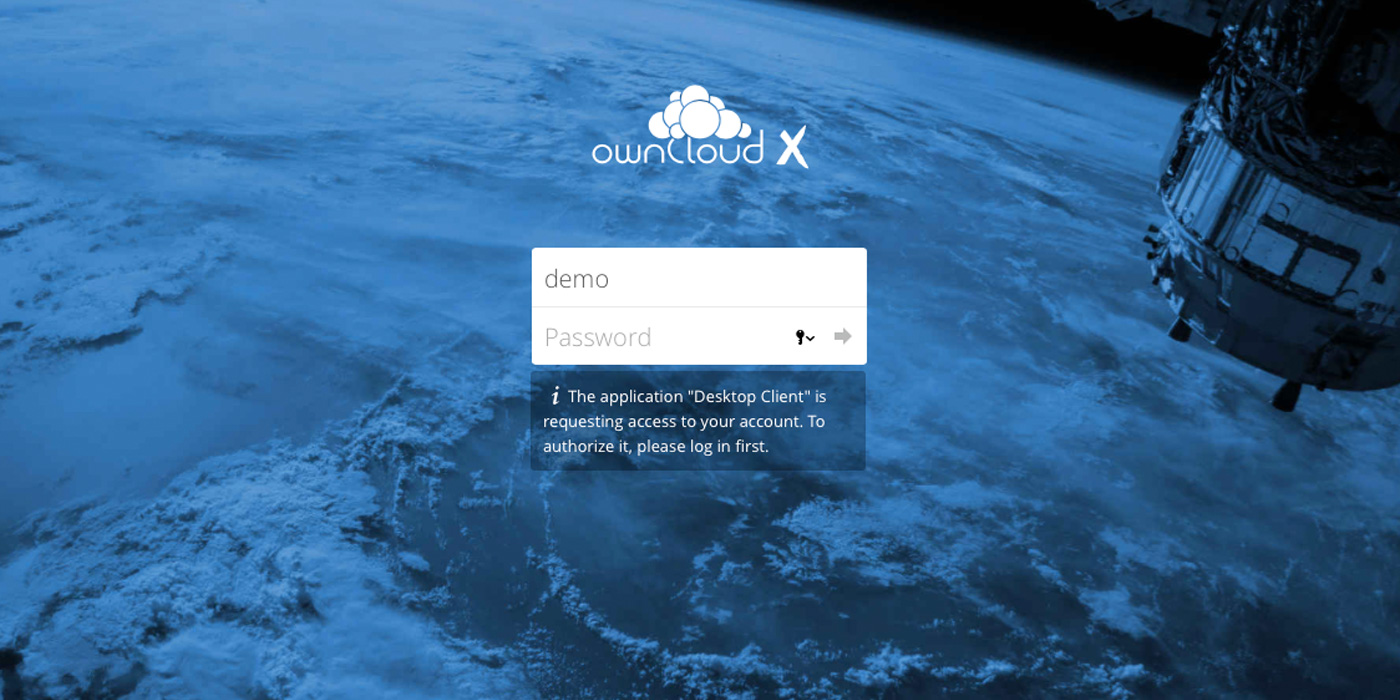 ownCloud X
demo
Password
i The application "Desktop Client" is
requesting access to your account. To
authorize it, please log in first.